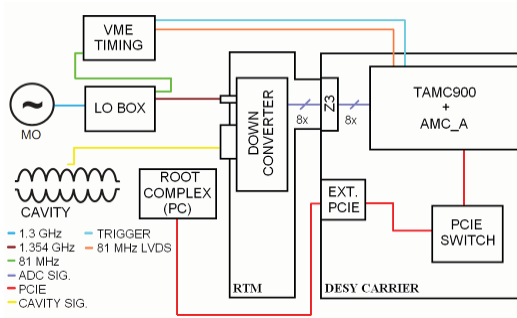 VME
TIMING
LO BOX
MO
DOWN
CONVERTER
8x
Z3
8x
TAMC900
+
AMC_A
ROOT
COMPLEX
(PC)
EXT.
PCIE
PCIE
SWITCH
CAVITY
1.3 GHz
1.354 GHz
81 MHz
ADC SIG.
PCIE
CAVITY SIG.
TRIGGER
81 MHz LVDS
RTM
DESY CARRIER